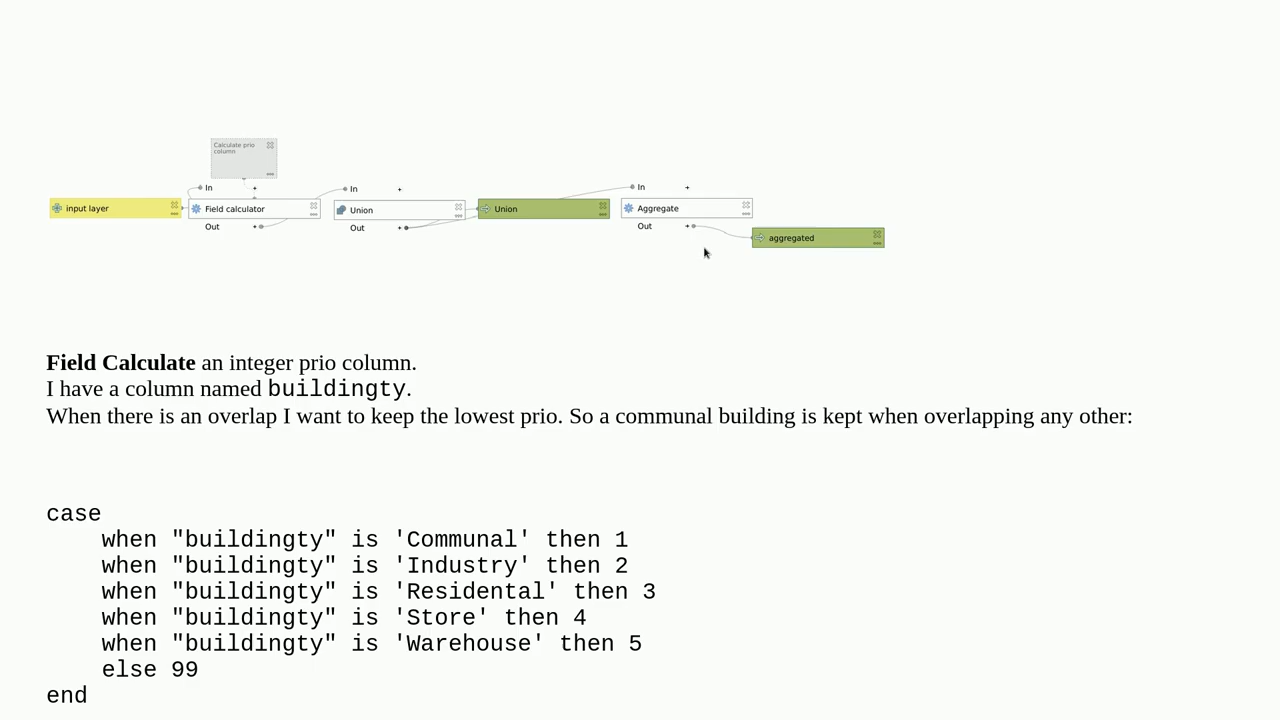 Calculate prio
column
In
In
In
input layer
Field calculator
Union
Union
Aggregate
Out
Out
Out
aggregated
Field Calculate an integer prio column.
I have a column named buildingty.
When there is an overlap I want to keep the lowest prio. So a communal building is kept when overlapping any other:
case
when "buildingty" is 'Communal' then 1
when "buildingty" is 'Industry' then 2
when "buildingty" is 'Residental' then 3
when "buildingty" is 'Store' then 4
when "buildingty" is 'Warehouse' then 5
else 99
end